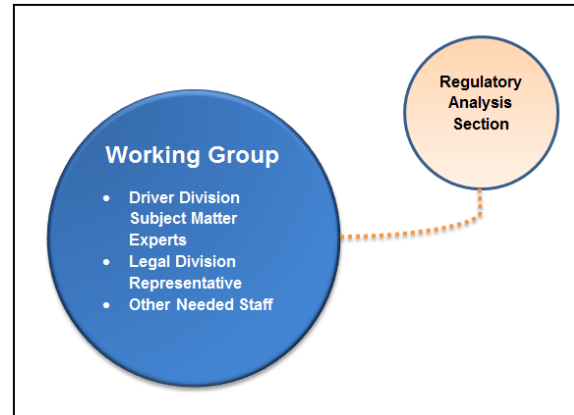 Regulatory
Analysis
Section
Working Group
• Driver Division
Subject Matter
Experts
• Legal Division
Representative
• Other Needed Staff